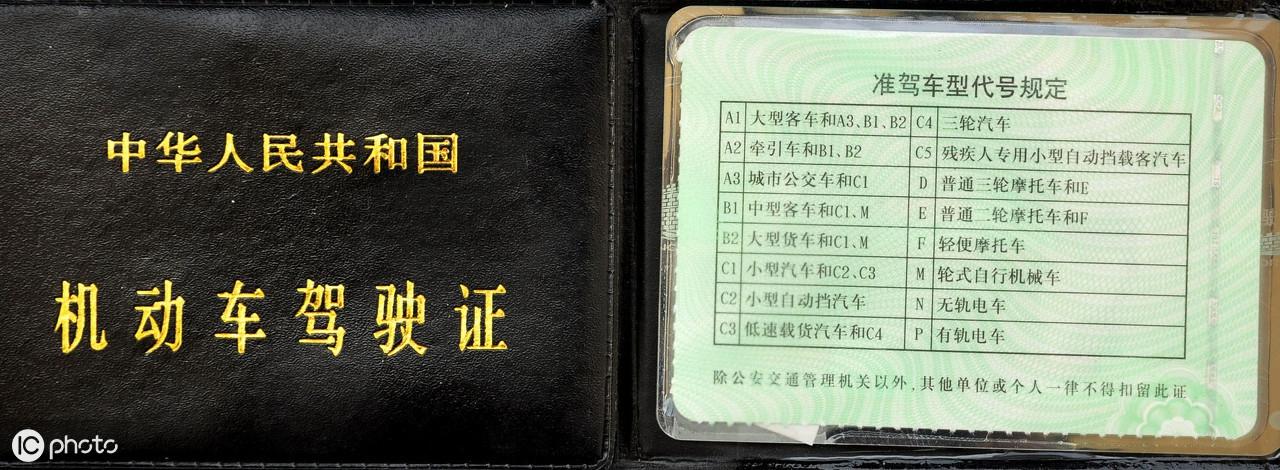 中华人民共和国
机动车驾驶证
准驾车型代号规定
A1 大型客车和A3、B1、B2 C4 三轮汽车
A2 牵引车和B1、B2 C5 残疾人专用小型自动挡载客汽车
A3 城市公交车和C1 D 普通三轮摩托车和E
B1 中型客车和C1、M E 普通二轮摩托车和F
B2 大型货车和C1、M F 轻便摩托车
C1 小型汽车和C2、C3 M 轮式自行机械车
C2 小型自动挡汽车 N 无轨电车
C3 低速载货汽车和C4 P 有轨电车
除公安交通管理机关以外,其他单位或个人一律不得扣留此证
IC photo